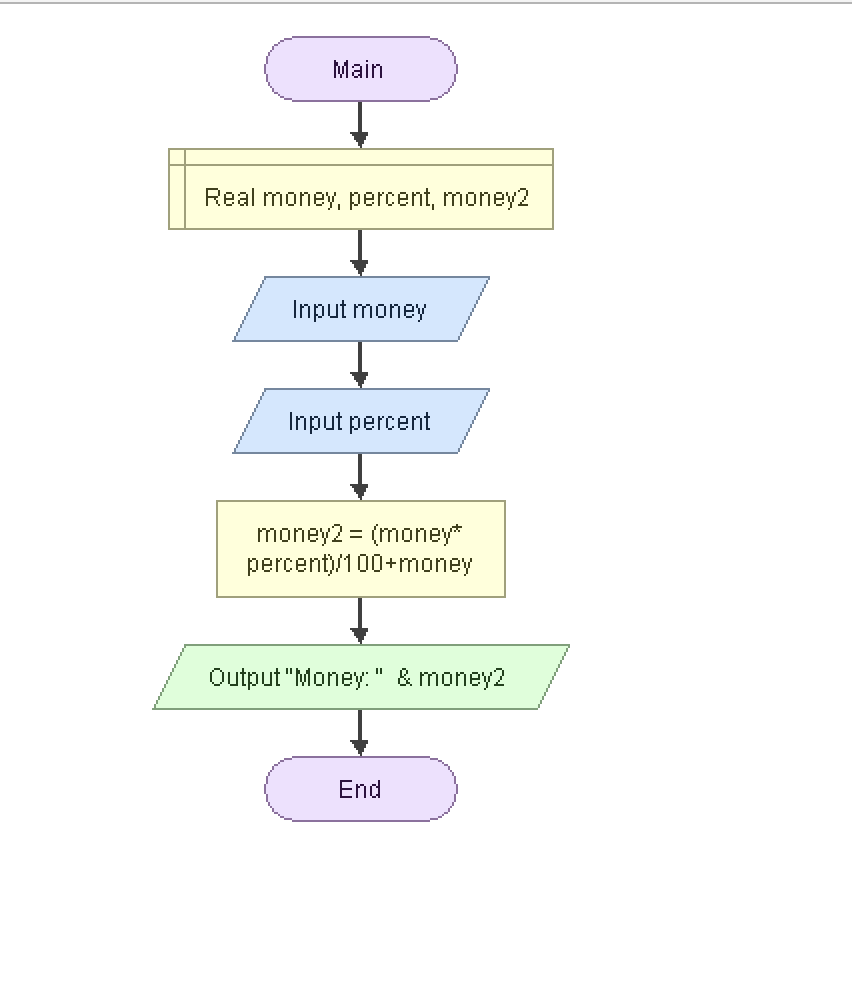 Main
Real money, percent, money2
Input money
Input percent
money2 = (money*
percent)/100+money
Output "Money: "  & money2
End